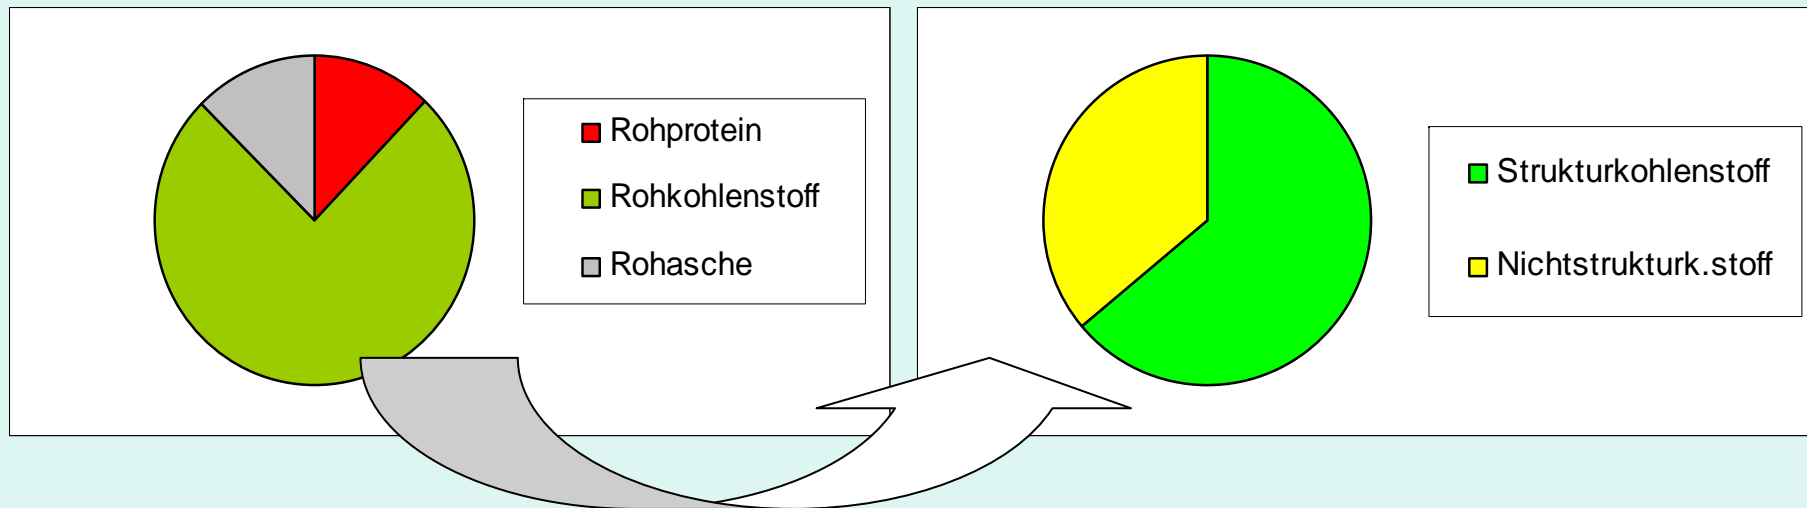 Rohprotein
Rohkohlenstoff
Rohasche
Strukturkohlenstoff
Nichtstrukturk.stoff